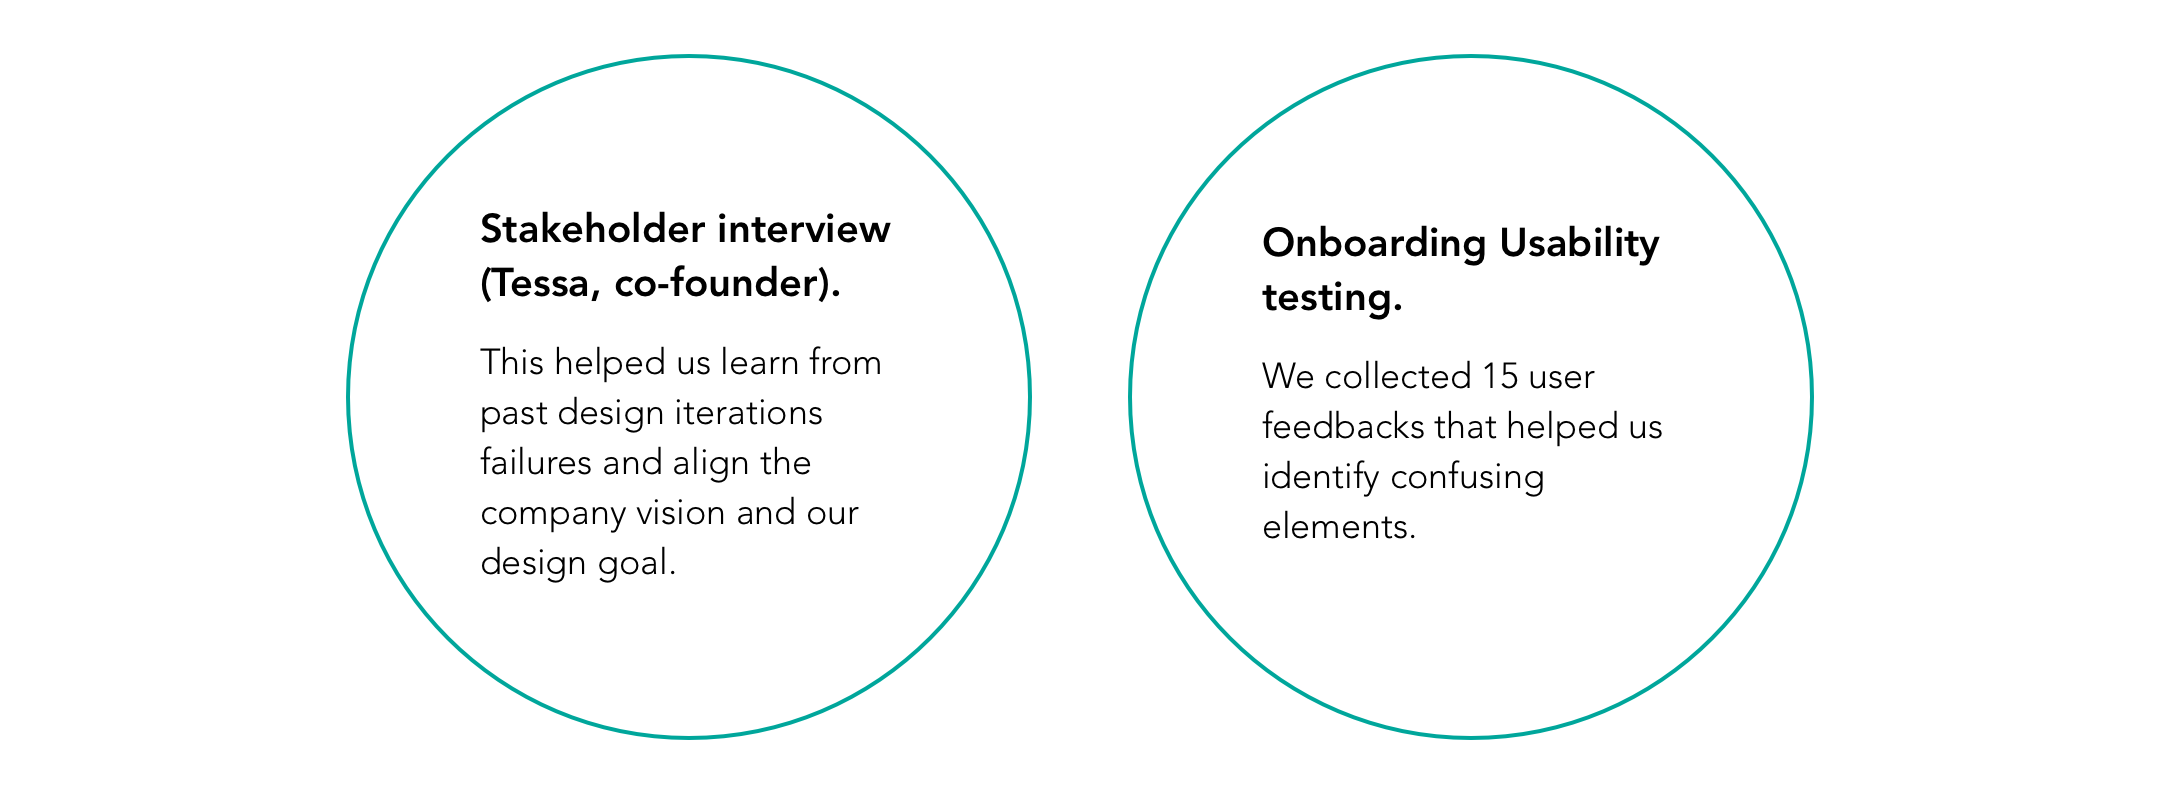 Stakeholder interview
(Tessa, co-founder).
This helped us learn from
past design iterations
failures and align the
company vision and our
design goal.
Onboarding Usability
testing.
We collected 15 user
feedbacks that helped us
identify confusing
elements.